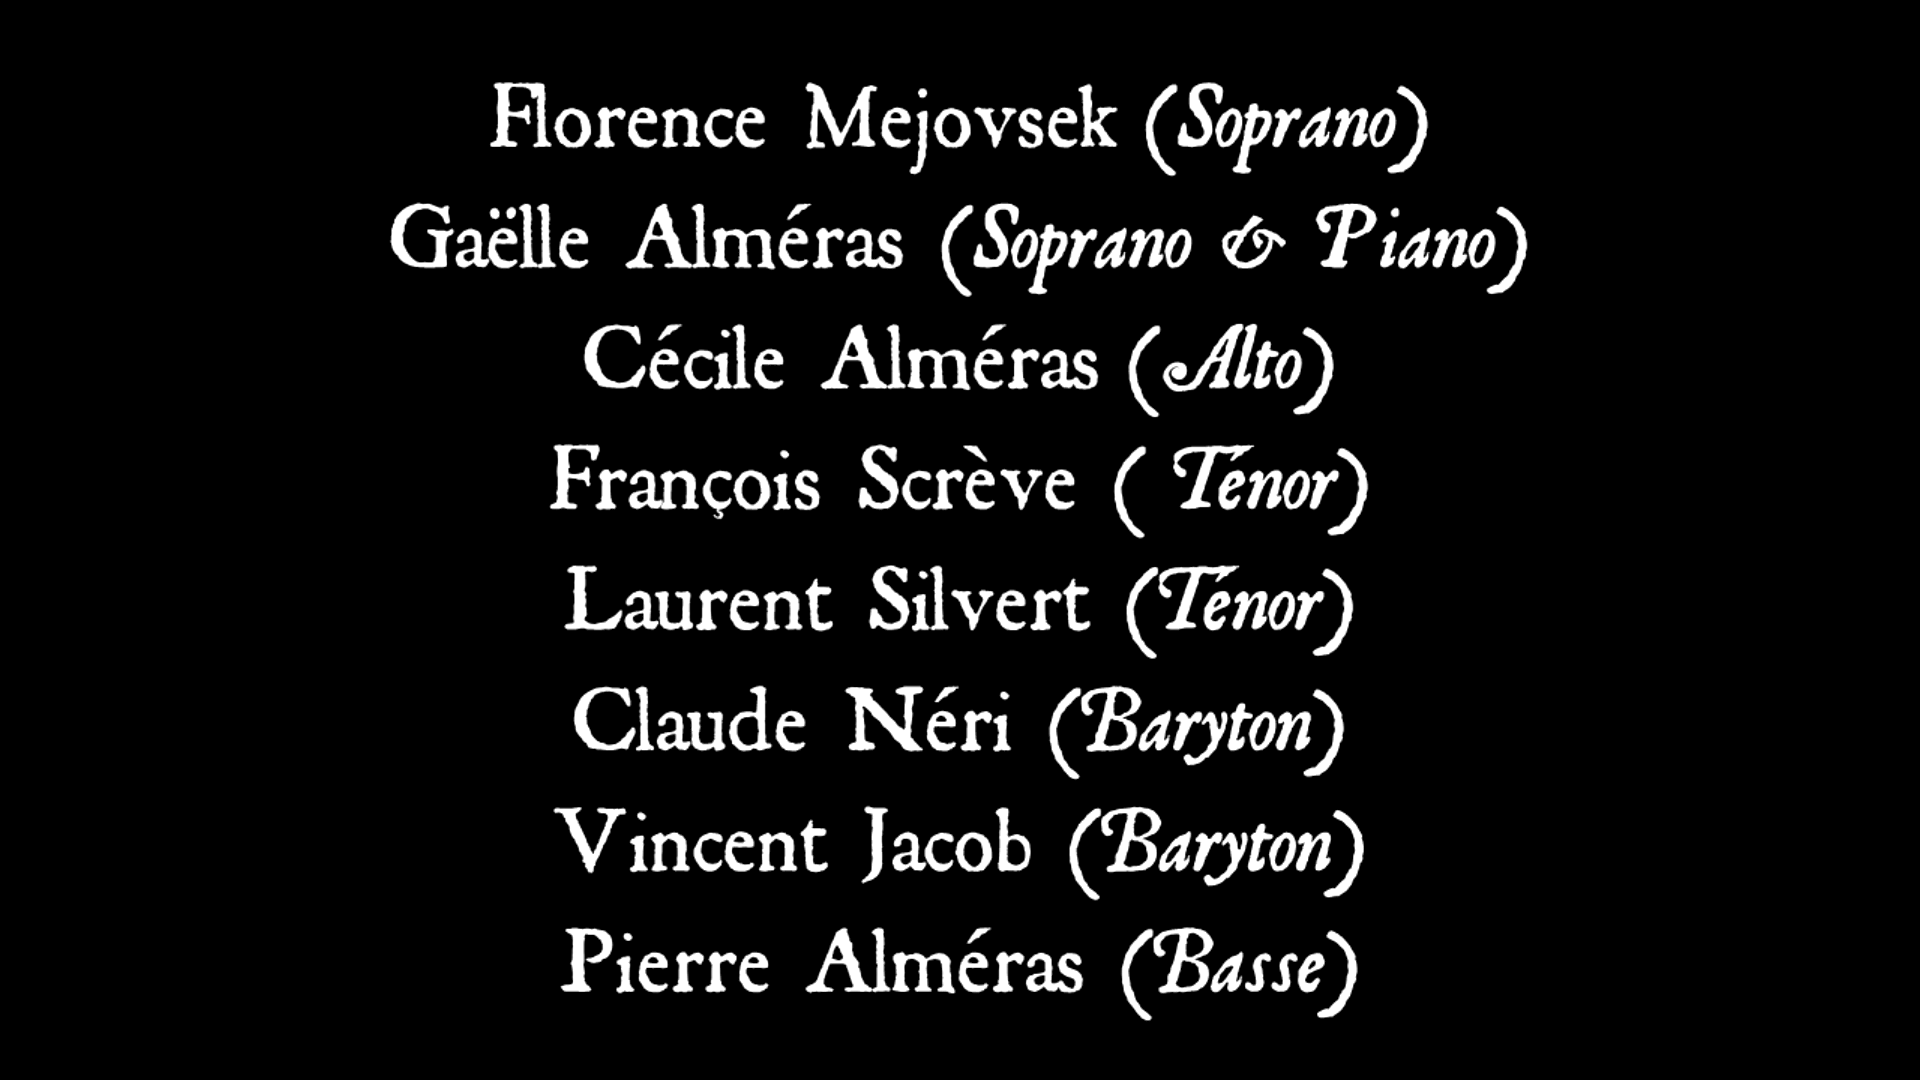 Florence Mejovsek (Soprano)
Gaëlle Alméras (Soprano & Piano)
Cécile Alméras (Alto)
François Scrève ( Ténor)
Laurent Silvert (Ténor)
Claude Néri (Baryton)
Vincent Jacob (Baryton)
Pierre Alméras (Basse)